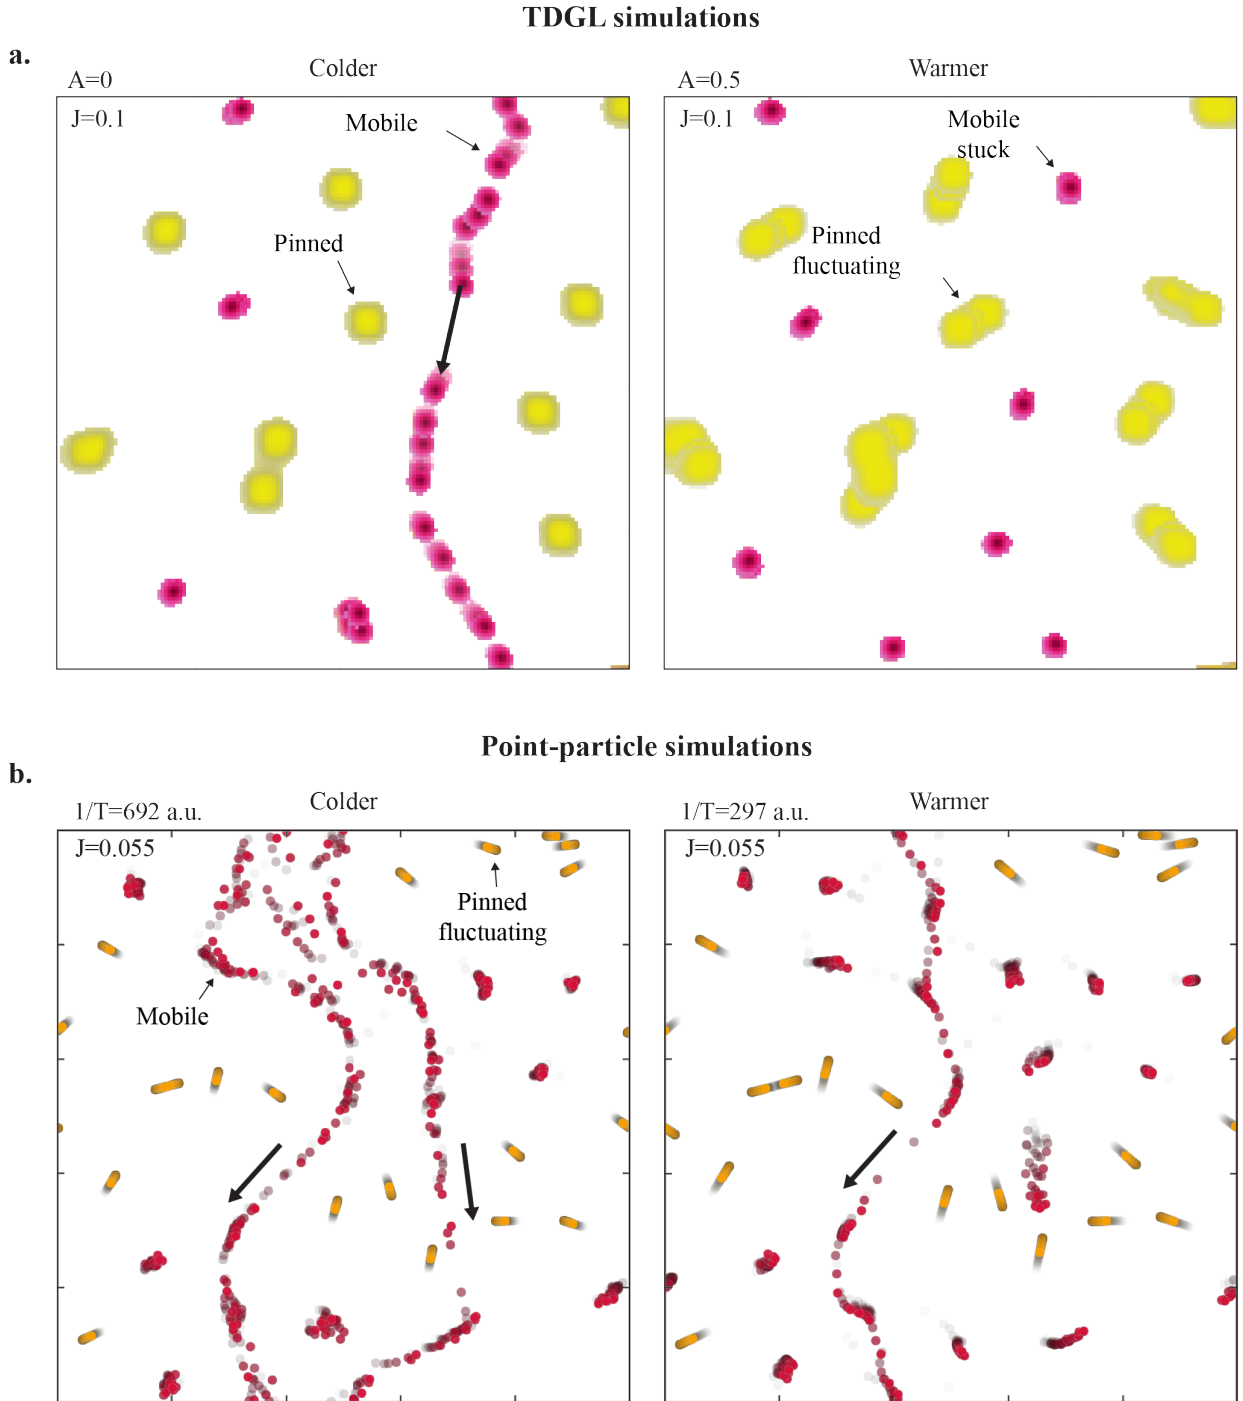 TDGL simulations
a.
A=0
Colder
J=0.1
Mobile
Pinned
A=0.5
Warmer
J=0.1
Mobile
stuck
Pinned
fluctuating
Point-particle simulations
b.
1/T=692 a.u.
Colder
J=0.055
Pinned
fluctuating
Mobile
1/T=297 a.u.
Warmer
J=0.055